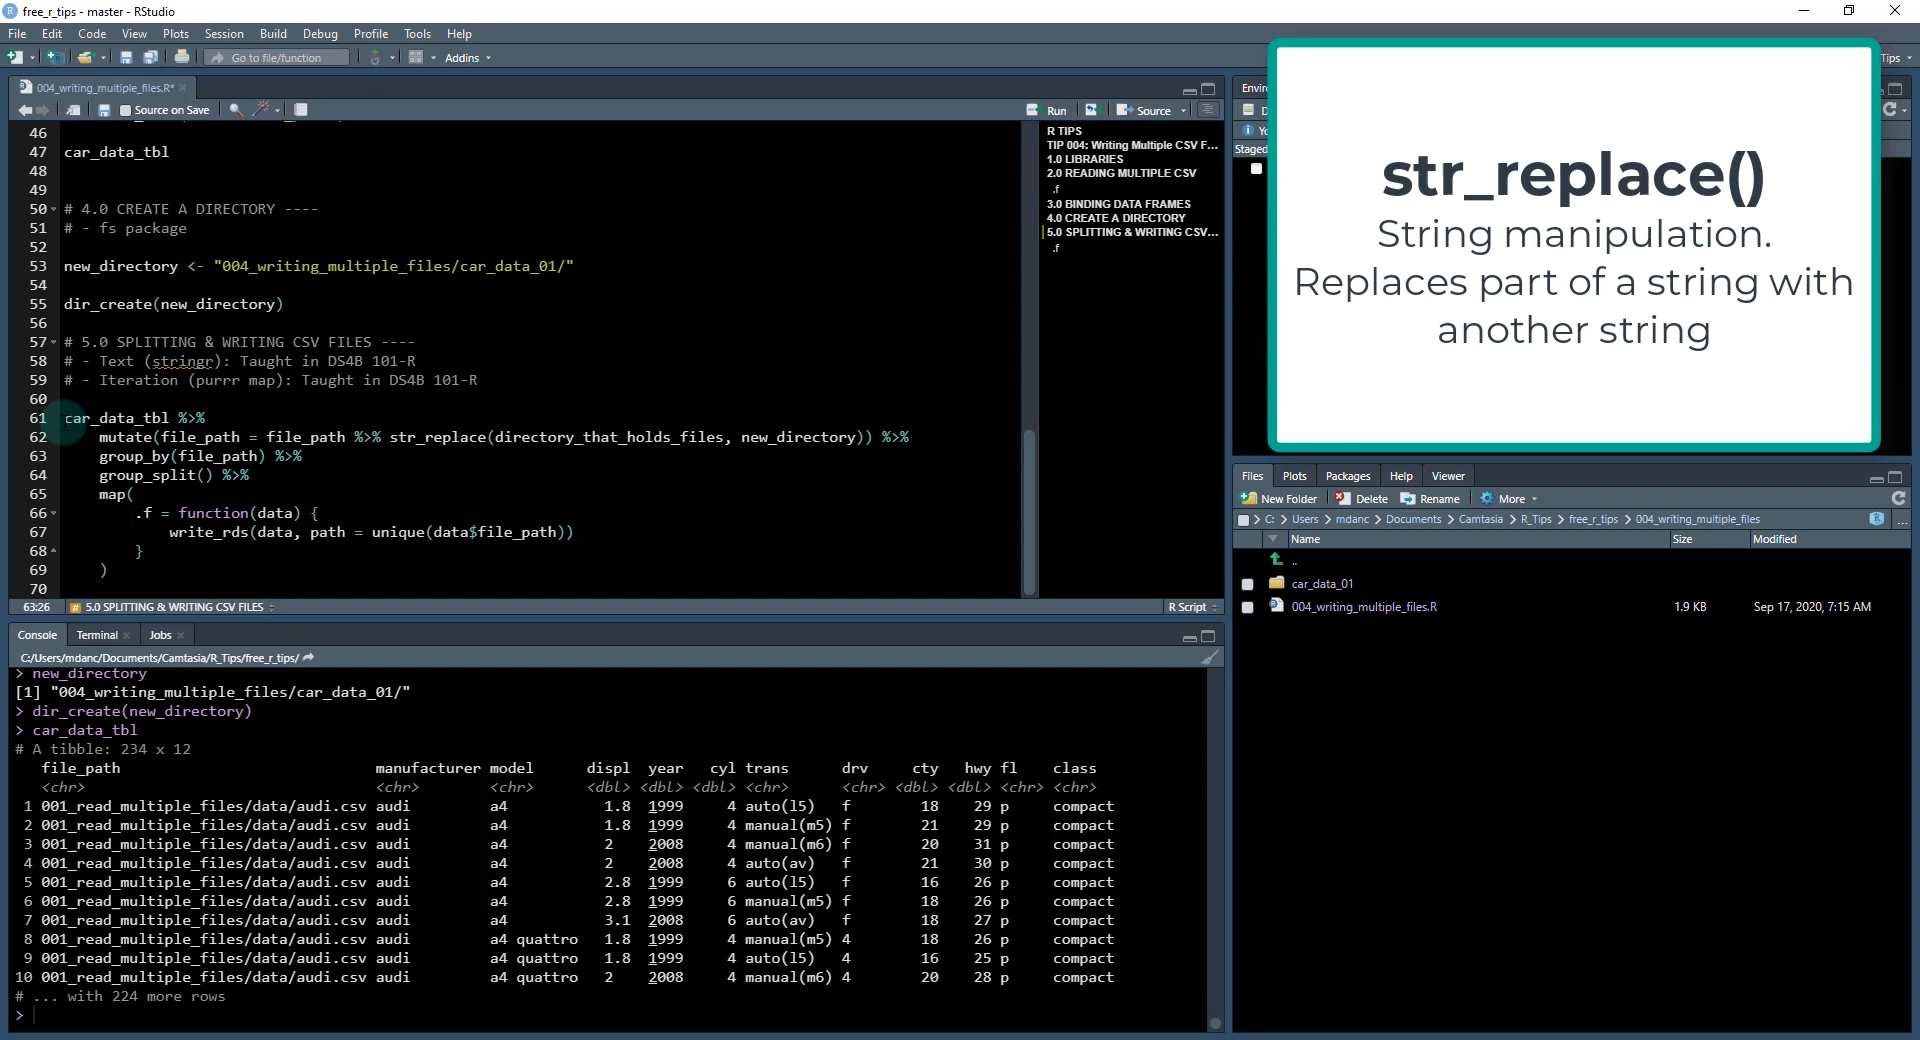 free_r_tips - master - RStudio
File Edit Code View Plots Session Build Debug Profile Tools Help
Go to file/function Addins
Tips
004_writing_multiple_files.R*
Source on Save Run Source
46
47 car_data_tbl
48
49
50 # 4.0 CREATE A DIRECTORY ----
51 # - fs package
52
53 new_directory <- "004_writing_multiple_files/car_data_01/"
54
55 dir_create(new_directory)
56
57 # 5.0 SPLITTING & WRITING CSV FILES ----
58 # - Text (stringr): Taught in DS4B 101-R
59 # - Iteration (purrr map): Taught in DS4B 101-R
60
61 car_data_tbl %>%
62 mutate(file_path = file_path %>% str_replace(directory_that_holds_files, new_directory)) %>%
63 group_by(file_path) %>%
64 group_split() %>%
65 map(
66 .f = function(data) {
67 write_rds(data, path = unique(data$file_path))
68 }
69 )
70
63:26 5.0 SPLITTING & WRITING CSV FILES R Script
R TIPS
TIP 004: Writing Multiple CSV F...
1.0 LIBRARIES
2.0 READING MULTIPLE CSV
.f
3.0 BINDING DATA FRAMES
4.0 CREATE A DIRECTORY
5.0 SPLITTING & WRITING CSV...
.f
Staged
str_replace()
String manipulation.
Replaces part of a string with
another string
Console Terminal Jobs
C:/Users/mdanc/Documents/Camtasia/R_Tips/free_r_tips/
> new_directory
[1] "004_writing_multiple_files/car_data_01/"
> dir_create(new_directory)
> car_data_tbl
# A tibble: 234 x 12
file_path manufacturer model displ year cyl trans drv cty hwy fl class
<chr> <chr> <chr> <dbl> <dbl> <dbl> <chr> <chr> <dbl> <dbl> <chr> <chr>
1 001_read_multiple_files/data/audi.csv audi a4 1.8 1999 4 auto(l5) f 18 29 p compact
2 001_read_multiple_files/data/audi.csv audi a4 1.8 1999 4 manual(m5) f 21 29 p compact
3 001_read_multiple_files/data/audi.csv audi a4 2 2008 4 manual(m6) f 20 31 p compact
4 001_read_multiple_files/data/audi.csv audi a4 2 2008 4 auto(av) f 21 30 p compact
5 001_read_multiple_files/data/audi.csv audi a4 2.8 1999 6 auto(l5) f 16 26 p compact
6 001_read_multiple_files/data/audi.csv audi a4 2.8 1999 6 manual(m5) f 18 26 p compact
7 001_read_multiple_files/data/audi.csv audi a4 3.1 2008 6 auto(av) f 18 27 p compact
8 001_read_multiple_files/data/audi.csv audi a4 quattro 1.8 1999 4 manual(m5) 4 18 26 p compact
9 001_read_multiple_files/data/audi.csv audi a4 quattro 1.8 1999 4 auto(l5) 4 16 25 p compact
10 001_read_multiple_files/data/audi.csv audi a4 quattro 2 2008 4 manual(m6) 4 20 28 p compact
# ... with 224 more rows
>
Files Plots Packages Help Viewer
New Folder Delete Rename More
C: > Users > mdanc > Documents > Camtasia > R_Tips > free_r_tips > 004_writing_multiple_files ...
Name Size Modified
..
car_data_01
004_writing_multiple_files.R 1.9 KB Sep 17, 2020, 7:15 AM